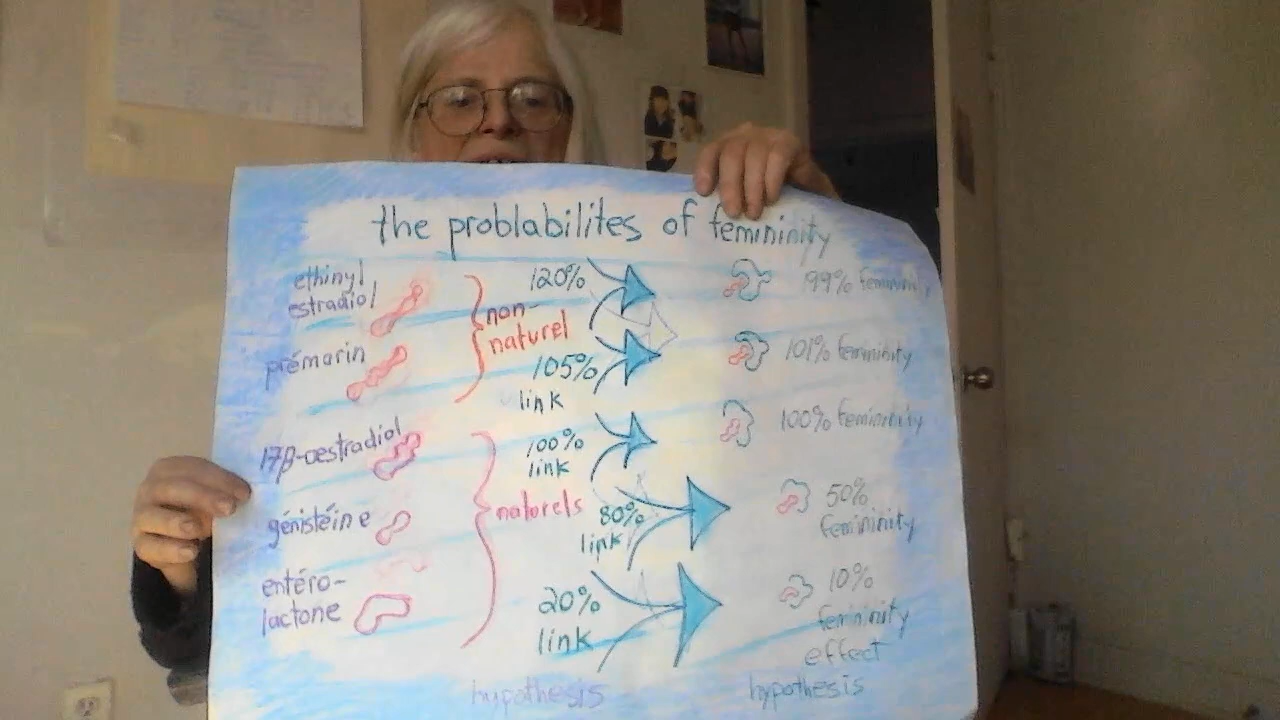 the problabilites of femininity
ethinyl
estradiol
prémarin
17β-oestradiol
génistéine
entéro-
lactone
non-
naturel
naturels
120%
105%
link
100%
link
80%
link
20%
link
hypothesis
99% femininity
101% femininity
100% femininity
50%
femininity
10%
femininity
effect
hypothesis